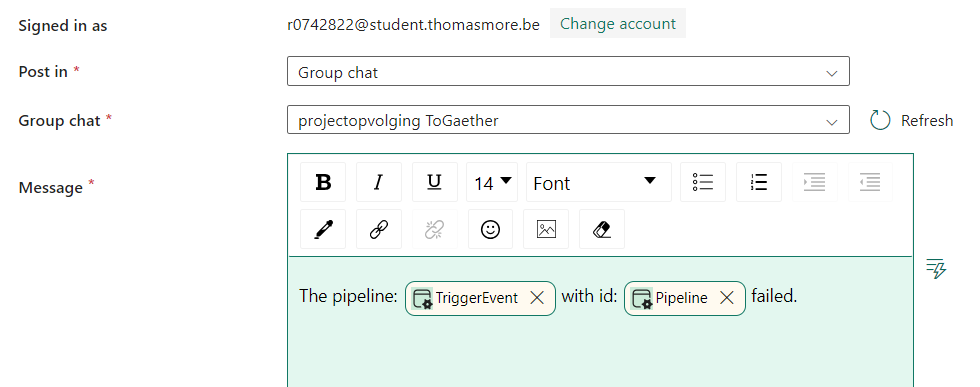 Signed in as r0742822@student.thomasmore.be Change account
Post in * Group chat
Group chat * projectopvolging ToGaether Refresh
Message *
B I U 14 Font
The pipeline: TriggerEvent with id: Pipeline failed.